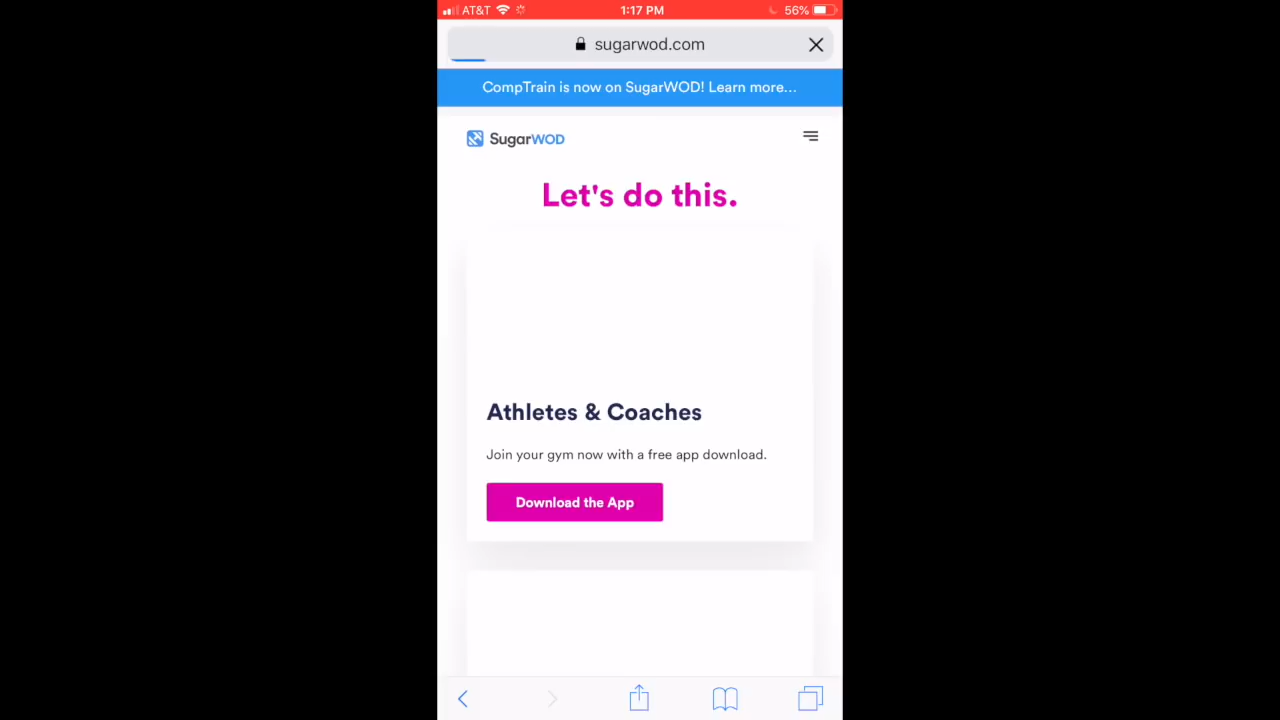 AT&T 1:17 PM 56%
sugarwod.com
CompTrain is now on SugarWOD! Learn more...
SugarWOD
Let's do this.
Athletes & Coaches
Join your gym now with a free app download.
Download the App